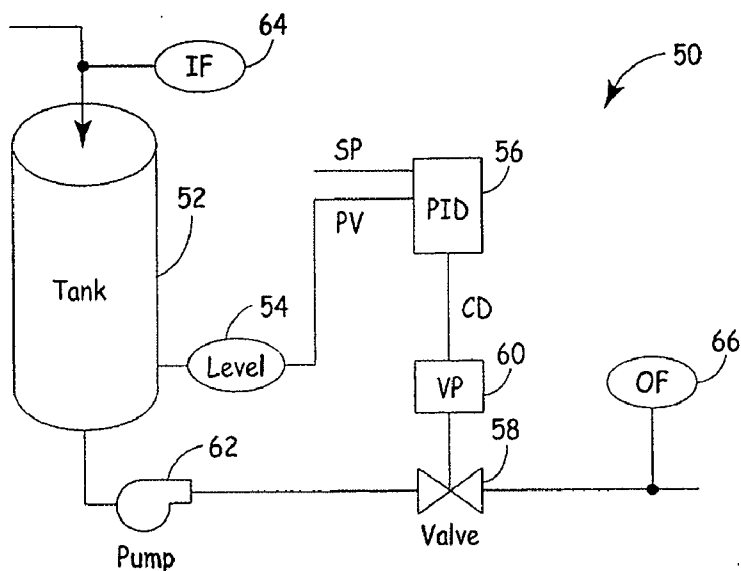 64
IF
50
SP
56
PID
52
PV
Tank
54
CD
Level
60
VP
66
OF
62
58
Valve
Pump